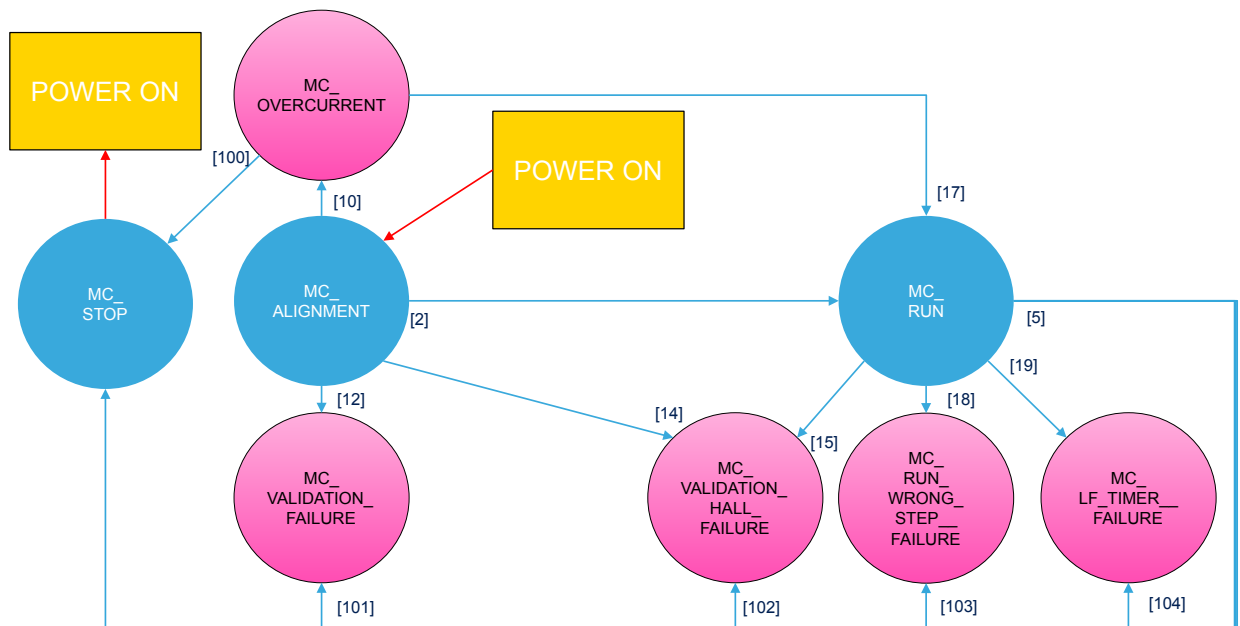 POWER ON
MC_
OVERCURRENT
POWER ON
[100]
[10]
[17]
MC_
STOP
MC_
ALIGNMENT
MC_
RUN
[2]
[5]
[12]
[14]
[15]
[18]
[19]
MC_
VALIDATION_
FAILURE
MC_
VALIDATION_
HALL_
FAILURE
MC_
RUN_
WRONG_
STEP__
FAILURE
MC_
LF_TIMER__
FAILURE
[101]
[102]
[103]
[104]